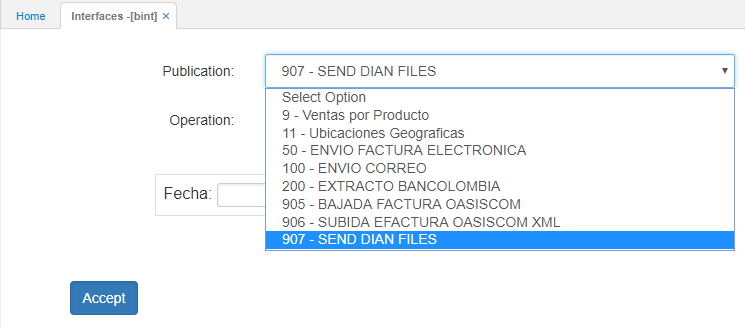 Home
Interfaces -[bint] ×
Publication:
907 - SEND DIAN FILES
Select Option
9 - Ventas por Producto
11 - Ubicaciones Geograficas
50 - ENVIO FACTURA ELECTRONICA
100 - ENVIO CORREO
200 - EXTRACTO BANCOLOMBIA
905 - BAJADA FACTURA OASISCOM
906 - SUBIDA EFACTURA OASISCOM XML
907 - SEND DIAN FILES
Operation:
Fecha:
Accept